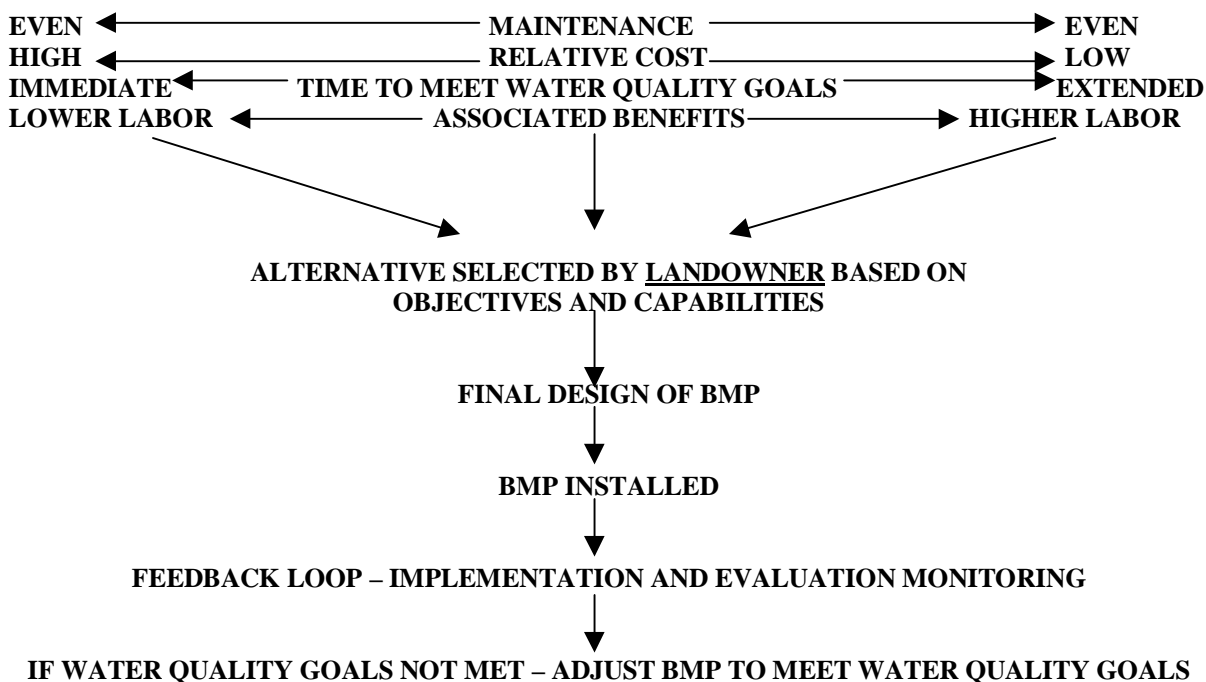 EVEN MAINTENANCE EVEN
HIGH RELATIVE COST LOW
IMMEDIATE TIME TO MEET WATER QUALITY GOALS EXTENDED
LOWER LABOR ASSOCIATED BENEFITS HIGHER LABOR
ALTERNATIVE SELECTED BY LANDOWNER BASED ON
OBJECTIVES AND CAPABILITIES
FINAL DESIGN OF BMP
BMP INSTALLED
FEEDBACK LOOP – IMPLEMENTATION AND EVALUATION MONITORING
IF WATER QUALITY GOALS NOT MET – ADJUST BMP TO MEET WATER QUALITY GOALS